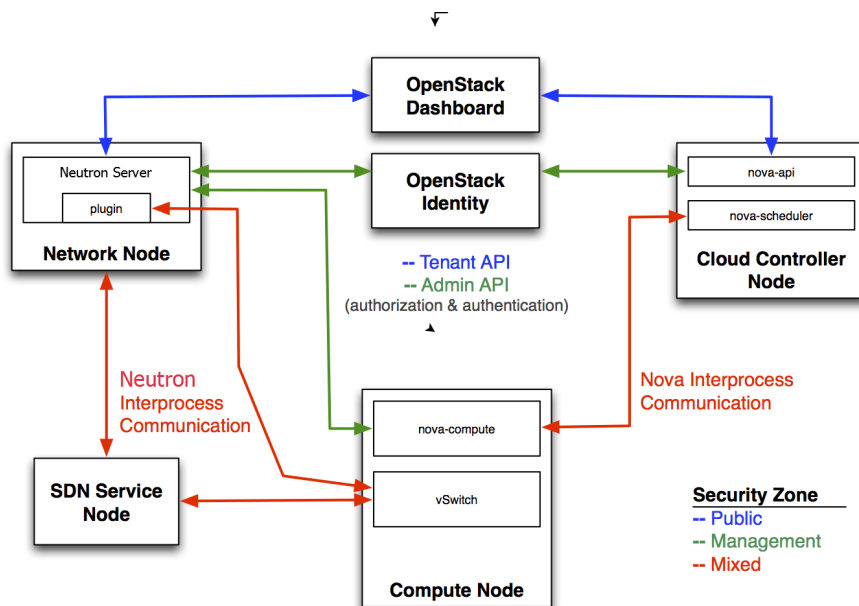 OpenStack
Dashboard
Neutron Server
plugin
Network Node
OpenStack
Identity
nova-api
nova-scheduler
Cloud Controller
Node
-- Tenant API
-- Admin API
(authorization & authentication)
Neutron
Interprocess
Communication
Nova Interprocess
Communication
nova-compute
vSwitch
Compute Node
SDN Service
Node
Security Zone
-- Public
-- Management
-- Mixed